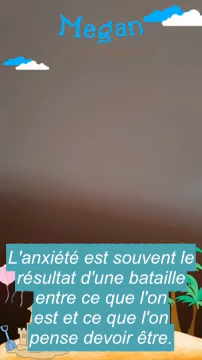 Megan
L'anxiété est souvent le
résultat d'une bataille
entre ce que l'on
est et ce que l'on
pense devoir être.